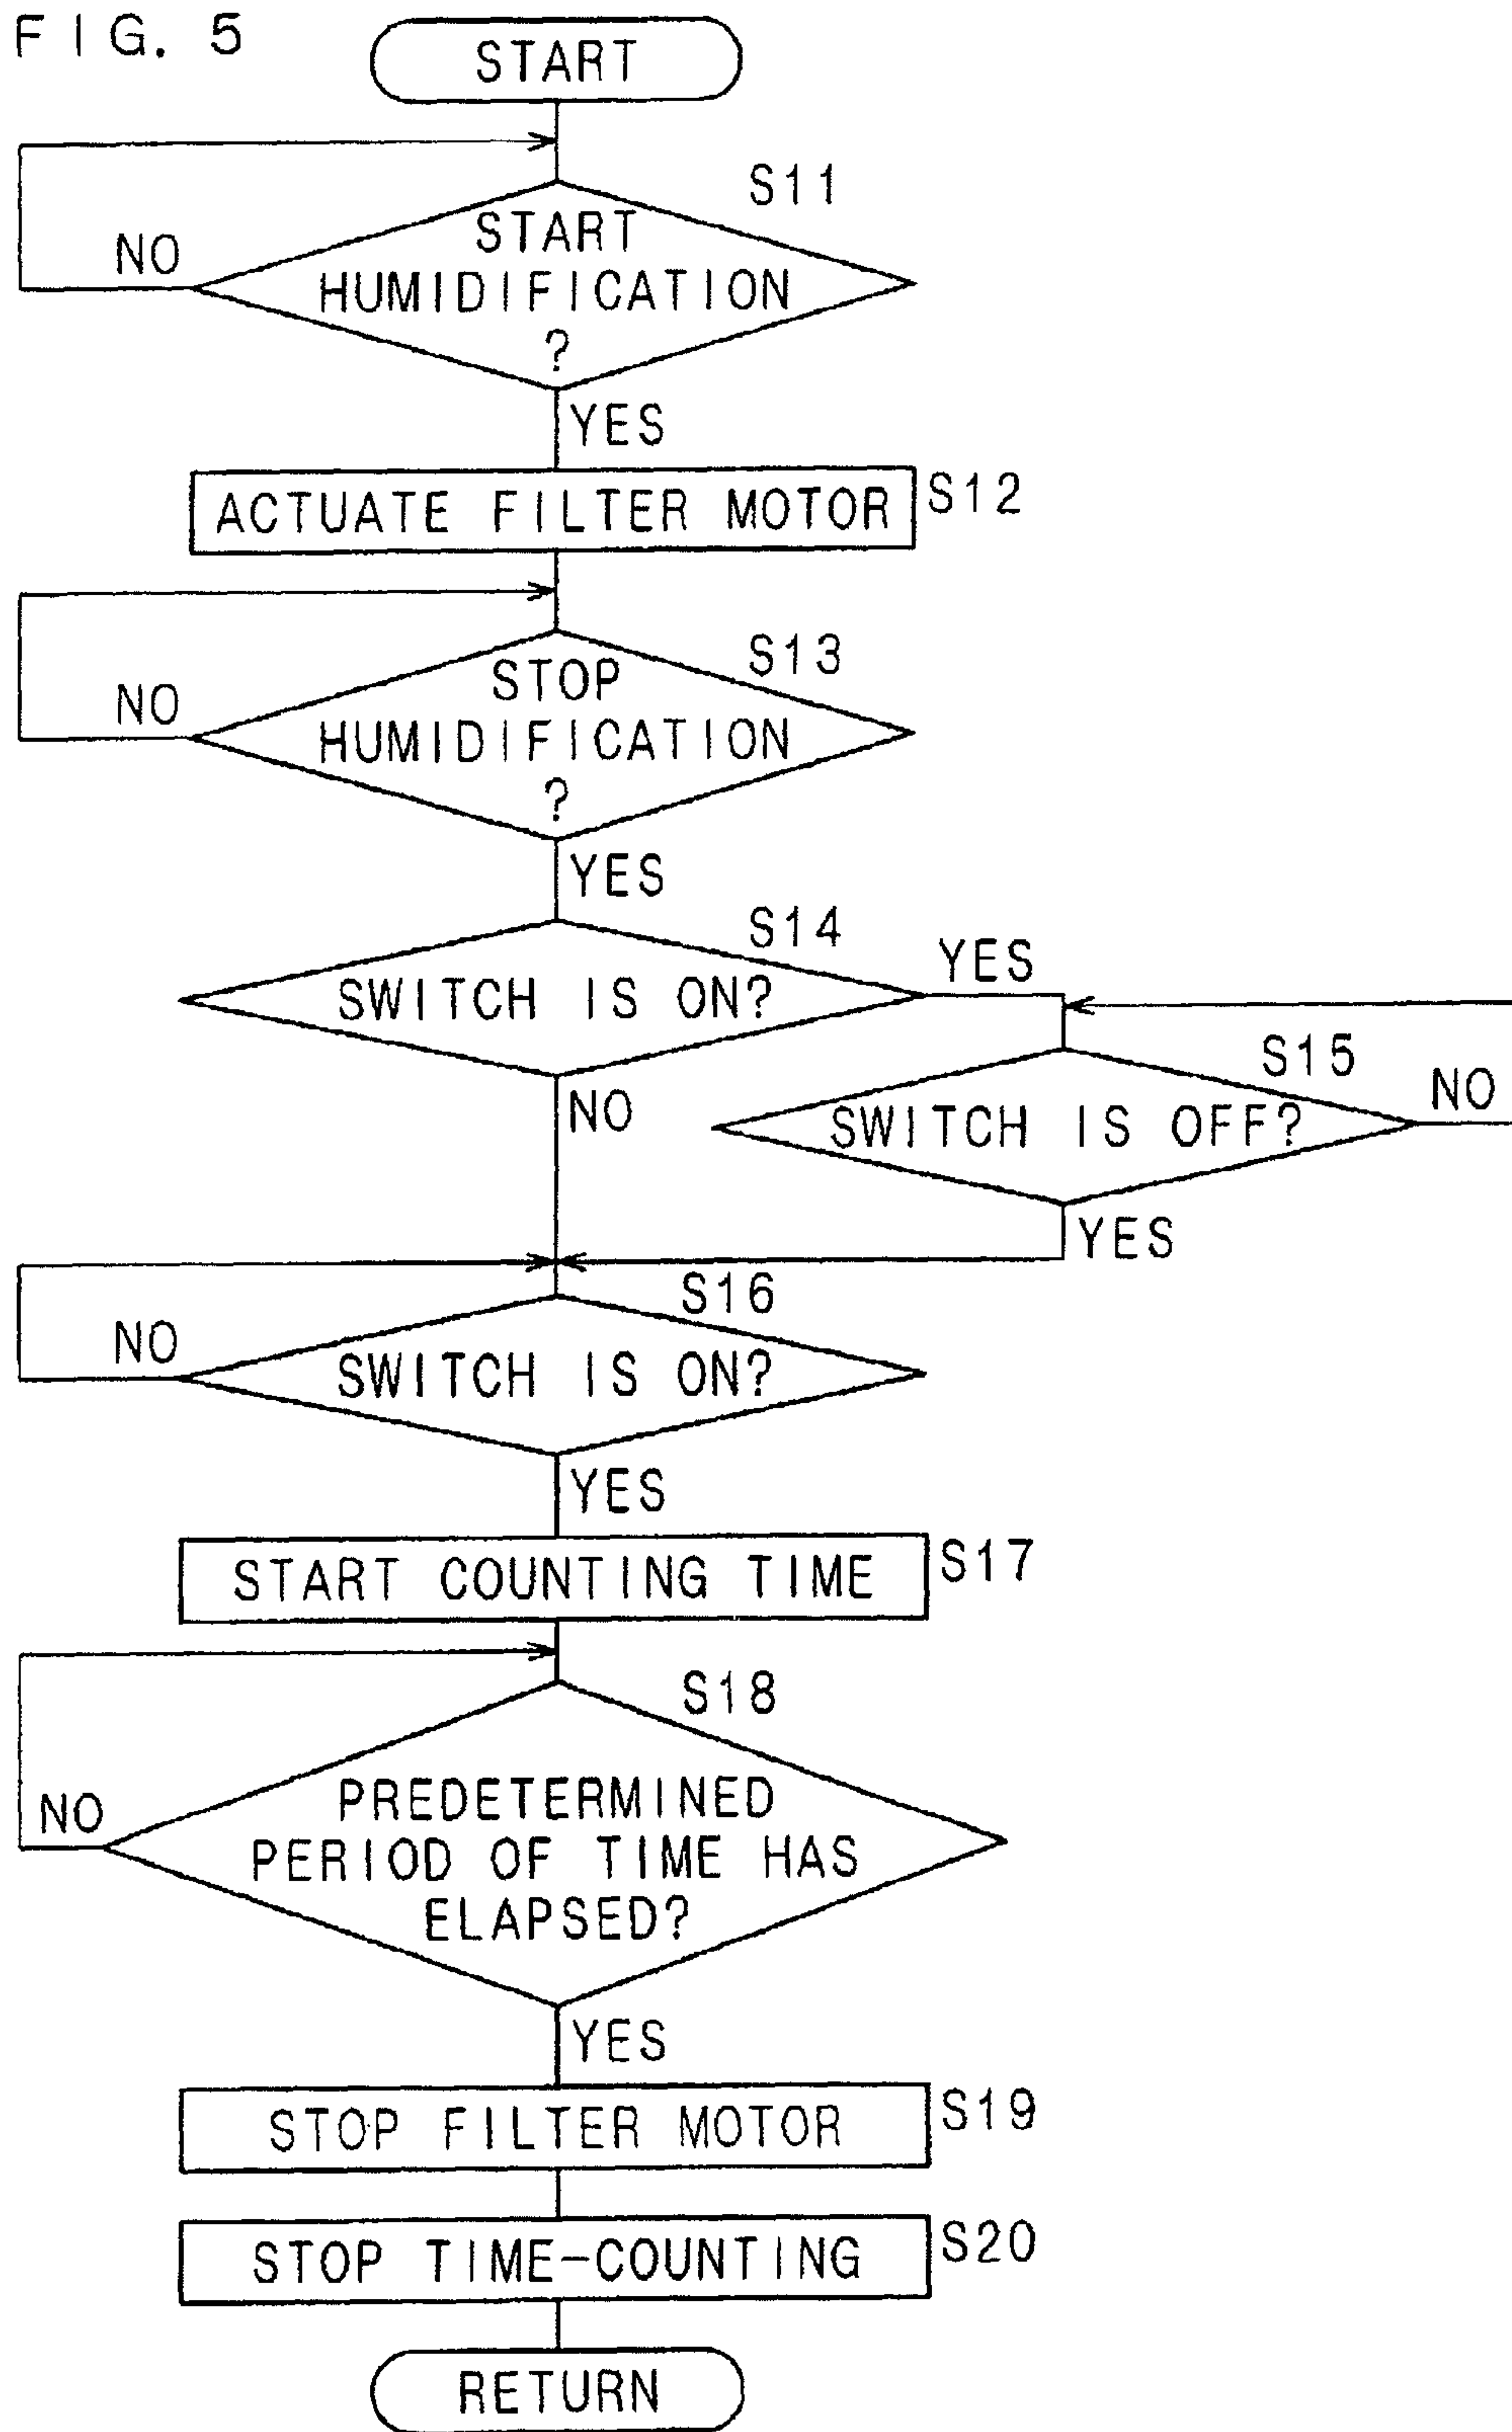 FIG. 5
START
S11
START
HUMIDIFICATION
?
NO
YES
ACTUATE FILTER MOTOR
S12
S13
STOP
HUMIDIFICATION
?
NO
YES
S14
SWITCH IS ON?
YES
NO
S15
SWITCH IS OFF?
NO
YES
S16
SWITCH IS ON?
NO
YES
START COUNTING TIME
S17
S18
PREDETERMINED
PERIOD OF TIME HAS
ELAPSED?
NO
YES
STOP FILTER MOTOR
S19
STOP TIME-COUNTING
S20
RETURN